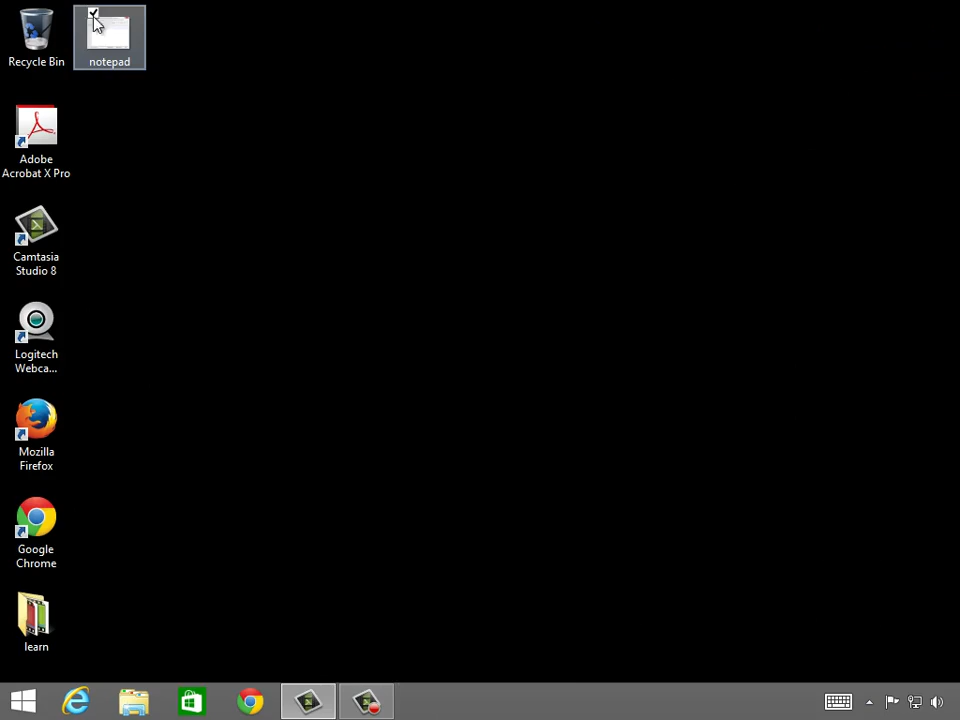 Recycle Bin
notepad
Adobe
Acrobat X Pro
Camtasia
Studio 8
Logitech
Webca...
Mozilla
Firefox
Google
Chrome
learn